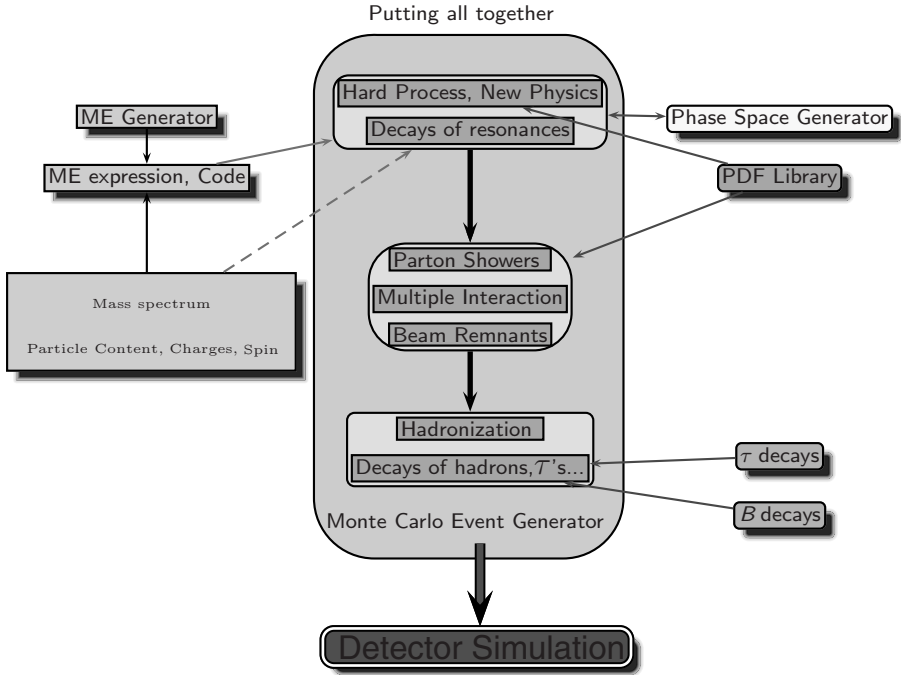 Putting all together
Hard Process, New Physics
Decays of resonances
ME Generator
ME expression, Code
Mass spectrum
Particle Content, Charges, Spin
Phase Space Generator
PDF Library
Parton Showers
Multiple Interaction
Beam Remnants
Hadronization
Decays of hadrons,τ's...
τ decays
B decays
Monte Carlo Event Generator
Detector Simulation